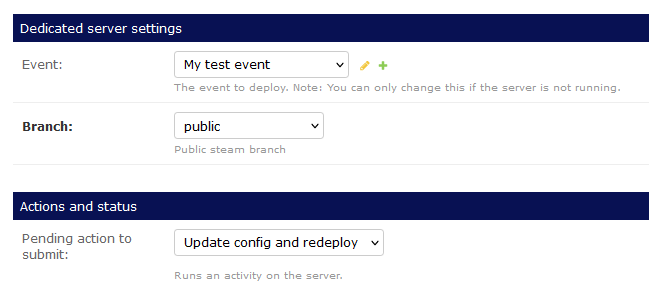 Dedicated server settings
Event:
My test event
The event to deploy. Note: You can only change this if the server is not running.
Branch:
public
Public steam branch
Actions and status
Pending action to
submit:
Update config and redeploy
Runs an activity on the server.